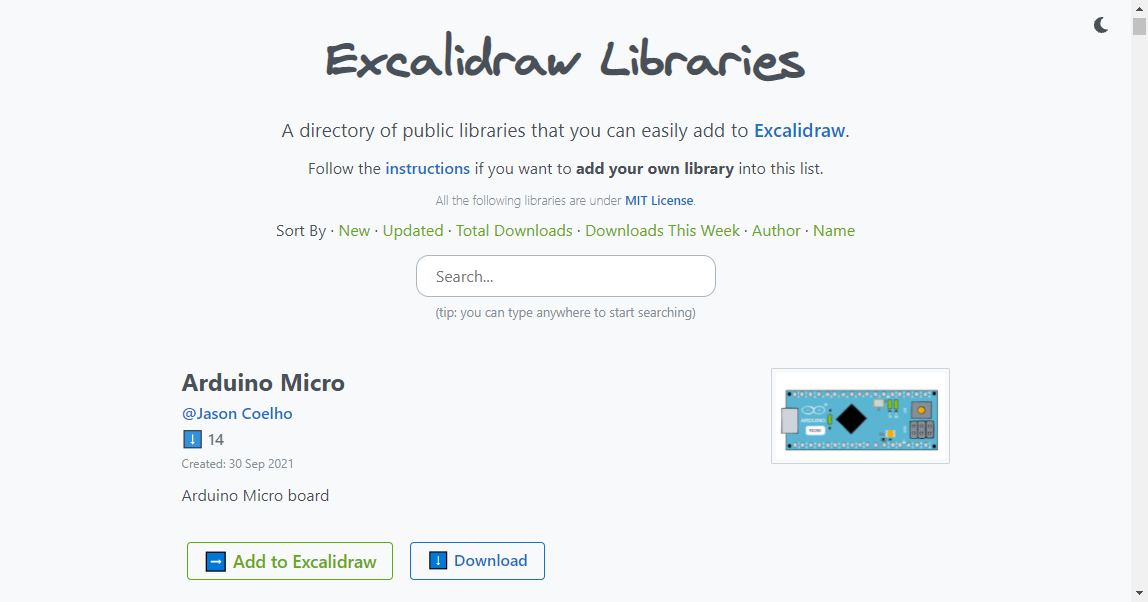 Excalidraw Libraries
A directory of public libraries that you can easily add to Excalidraw.
Follow the instructions if you want to add your own library into this list.
All the following libraries are under MIT License.
Sort By · New · Updated · Total Downloads · Downloads This Week · Author · Name
Search...
(tip: you can type anywhere to start searching)
Arduino Micro
@Jason Coelho
14
Created: 30 Sep 2021
Arduino Micro board
Add to Excalidraw
Download